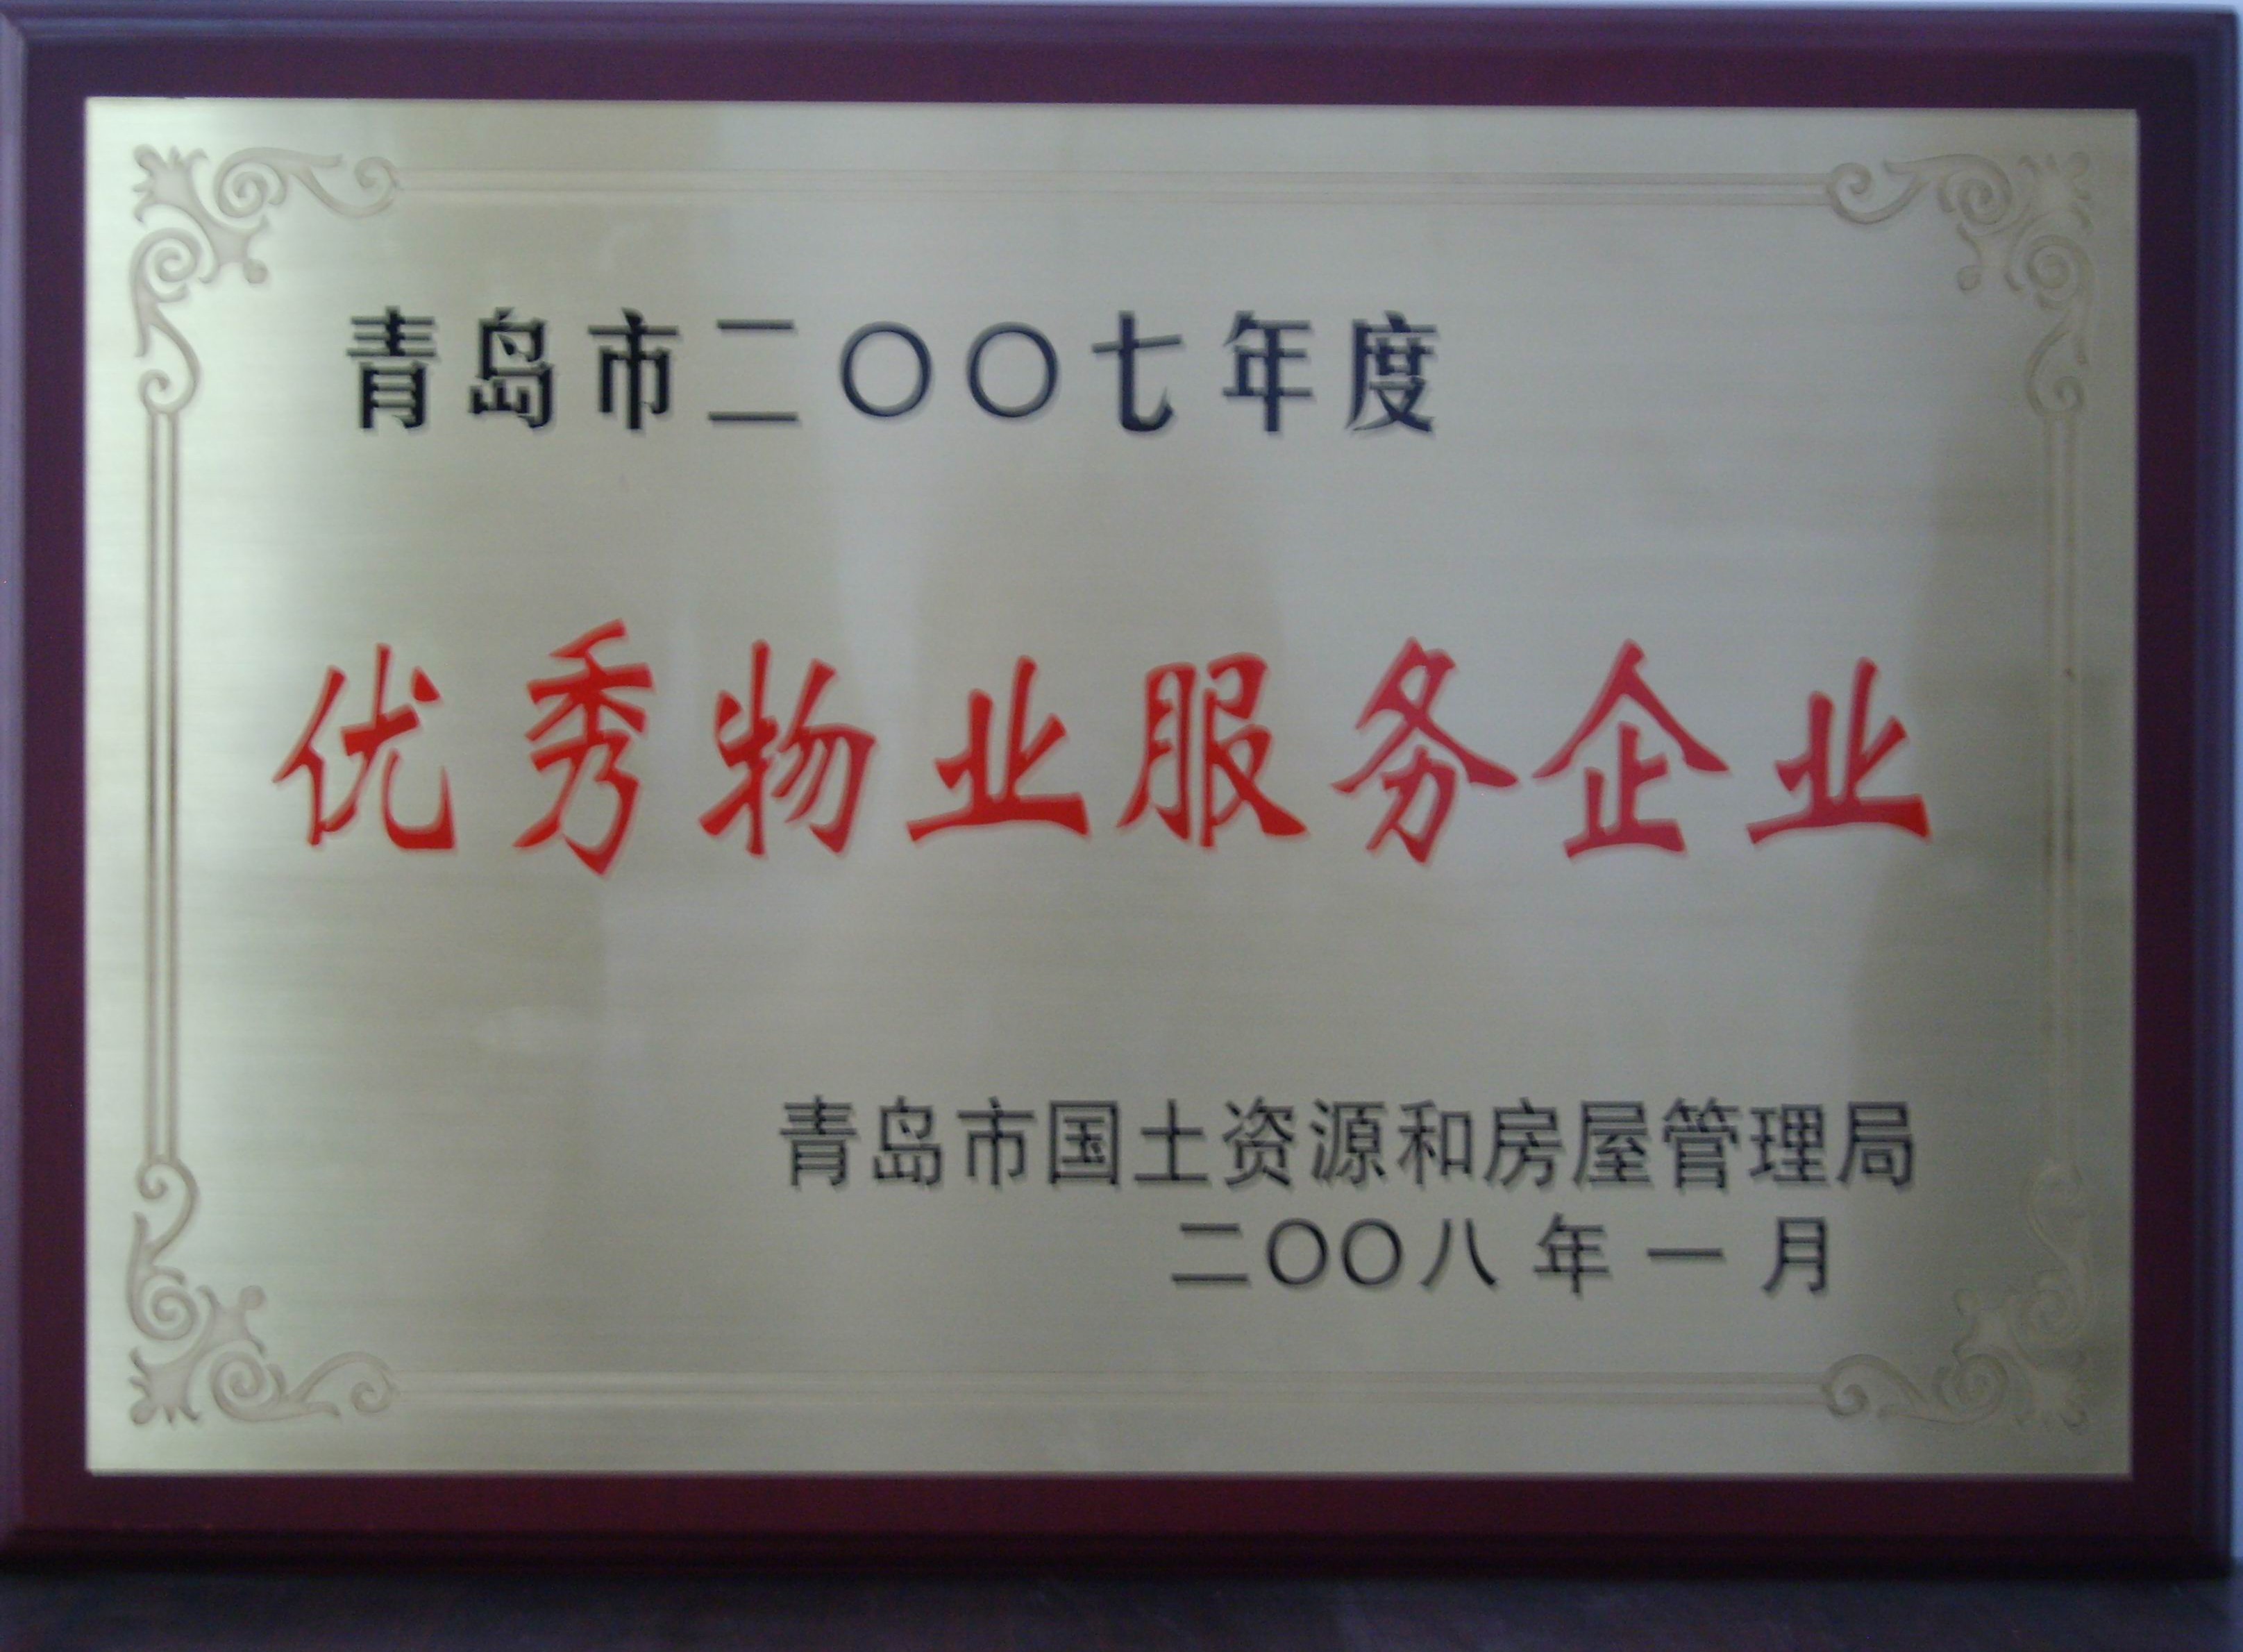 青岛市二〇〇七年度
优秀物业服务企业
青岛市国土资源和房屋管理局
二〇〇八年一月